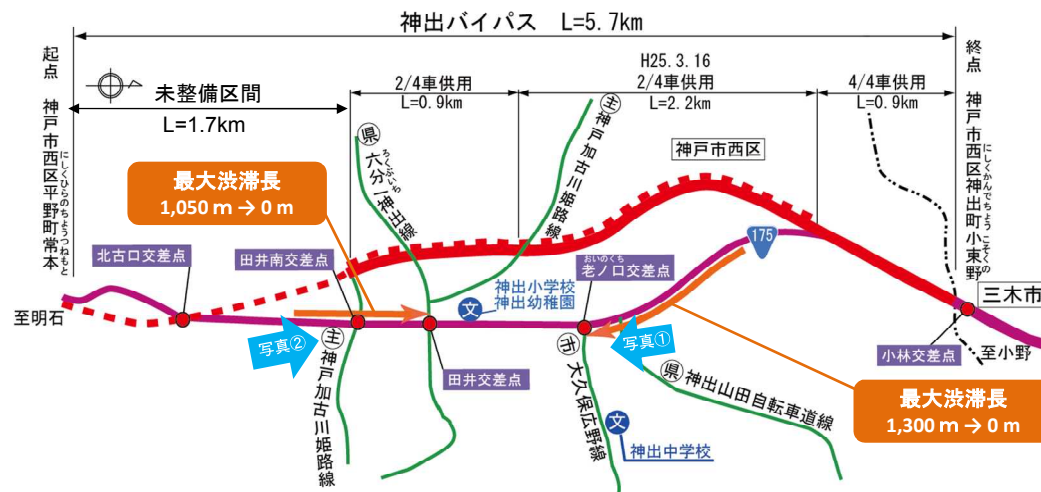 神出バイパス L=5.7km
起点 神戸市西区平野町常本
にしくひらのちょうつねもと
終点 神戸市西区神出町小束野
にしくかんでちょうこそくの
H25.3.16
未整備区間
L=1.7km
2/4車供用
L=0.9km
2/4車供用
L=2.2km
4/4車供用
L=0.9km
県 六分一神出線
ろくぶいち
主 神戸加古川姫路線
神戸市西区
最大渋滞長
1,050 m → 0 m
175
北古口交差点
田井南交差点
おいのくち
老ノ口交差点
文
神出小学校
神出幼稚園
三木市
至明石
写真②
写真①
小林交差点
至小野
主 神戸加古川姫路線
田井交差点
市 大久保広野線
県 神出山田自転車道線
最大渋滞長
1,300 m → 0 m
文
神出中学校